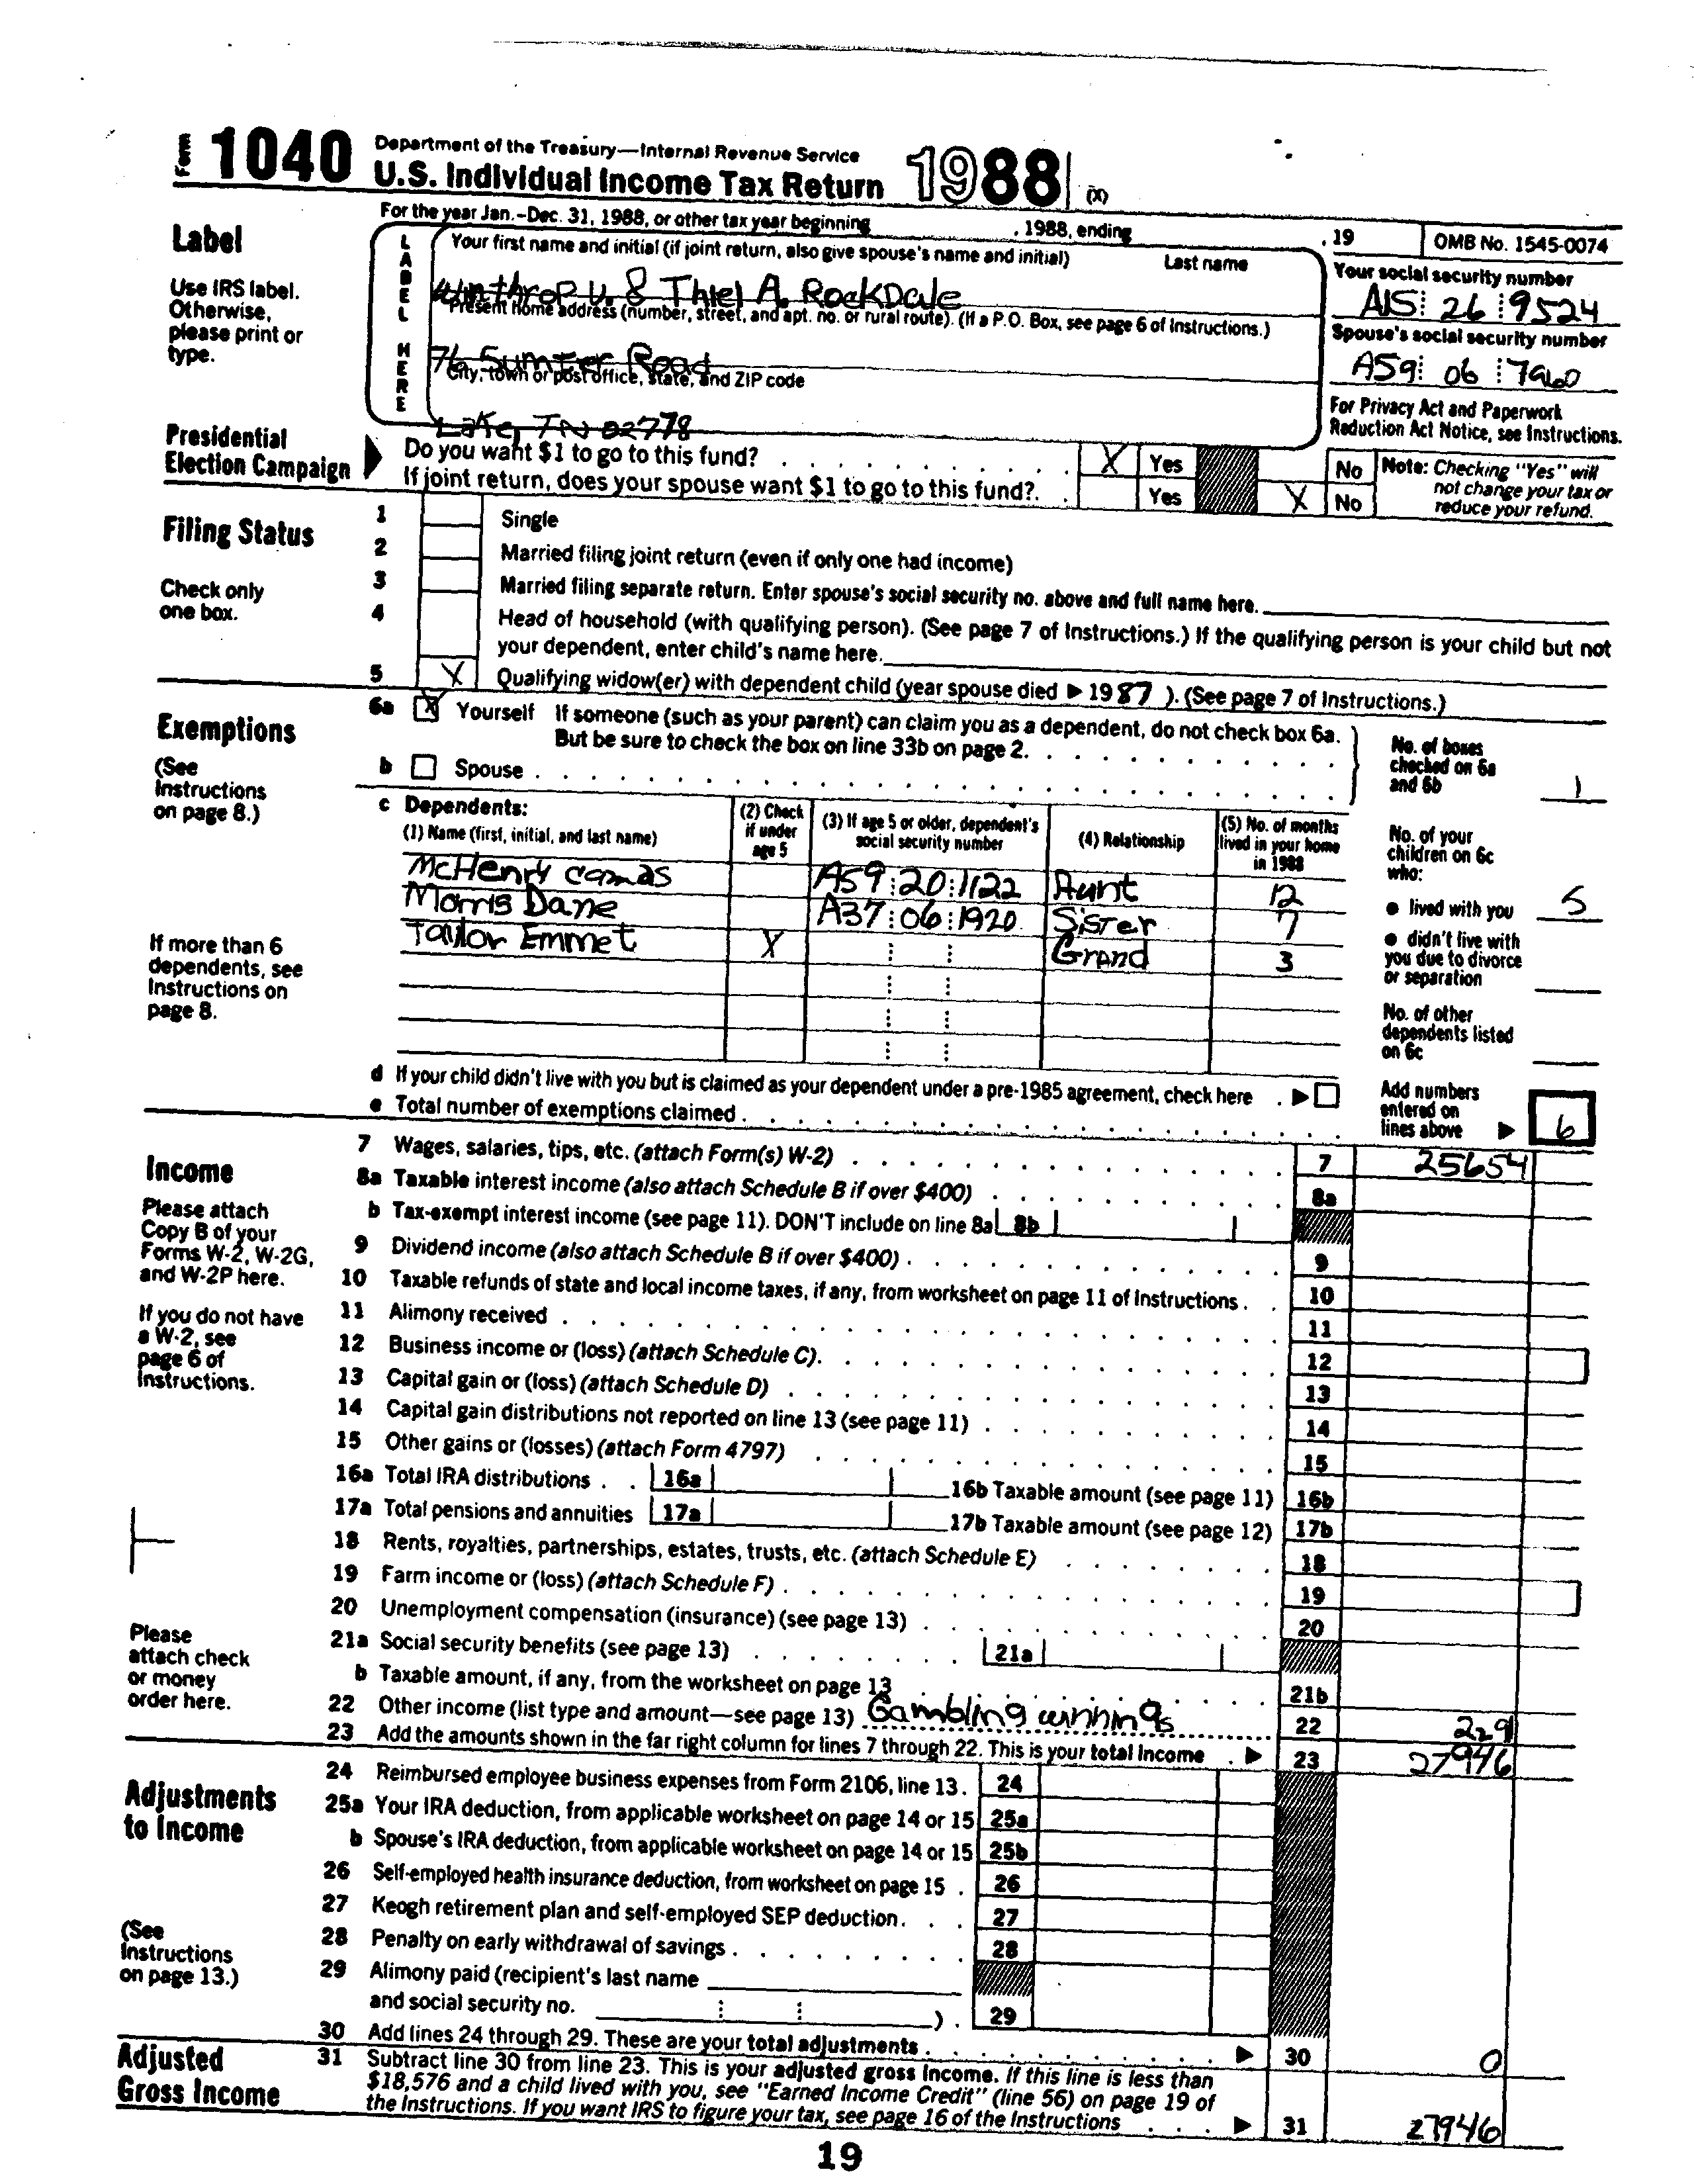 Form 1040 Department of the Treasury—Internal Revenue Service
U.S. Individual Income Tax Return 1988 (X)
For the year Jan.-Dec. 31, 1988, or other tax year beginning , 1988, ending , 19 OMB No. 1545-0074
Label
Use IRS label. Otherwise, please print or type.
LABEL HERE
Your first name and initial (if joint return, also give spouse's name and initial) Last name
Winthrop U. & Thiel A. RockDale
Present home address (number, street, and apt. no. or rural route). (If a P.O. Box, see page 6 of Instructions.)
76 Sumter Road
City, town or post office, state, and ZIP code
Lake, TN 02778
Your social security number
A15 26 9524
Spouse's social security number
A59 06 7960
For Privacy Act and Paperwork Reduction Act Notice, see Instructions.
Presidential Election Campaign
Do you want $1 to go to this fund? X Yes No
If joint return, does your spouse want $1 to go to this fund? Yes X No
Note: Checking "Yes" will not change your tax or reduce your refund.
Filing Status
Check only one box.
1 Single
2 Married filing joint return (even if only one had income)
3 Married filing separate return. Enter spouse's social security no. above and full name here.
4 Head of household (with qualifying person). (See page 7 of Instructions.) If the qualifying person is your child but not
your dependent, enter child's name here.
5 X Qualifying widow(er) with dependent child (year spouse died ▶ 1987 ). (See page 7 of Instructions.)
Exemptions
(See Instructions on page 8.)
6a X Yourself If someone (such as your parent) can claim you as a dependent, do not check box 6a.
But be sure to check the box on line 33b on page 2.
b Spouse
No. of boxes checked on 6a and 6b 1
c Dependents:
(1) Name (first, initial, and last name) (2) Check if under age 5 (3) If age 5 or older, dependent's social security number (4) Relationship (5) No. of months lived in your home in 1988
McHenry Camas A59 20 1122 Aunt 12
Morris Dane A37 06 1920 Sister 7
Taylor Emmet X Grand 3
If more than 6 dependents, see Instructions on page 8.
No. of your children on 6c who:
● lived with you 5
● didn't live with you due to divorce or separation
No. of other dependents listed on 6c
d If your child didn't live with you but is claimed as your dependent under a pre-1985 agreement, check here ▶
e Total number of exemptions claimed
Add numbers entered on lines above ▶ 6
Income
Please attach Copy B of your Forms W-2, W-2G, and W-2P here.
If you do not have a W-2, see page 6 of Instructions.
Please attach check or money order here.
7 Wages, salaries, tips, etc. (attach Form(s) W-2) 7 25654
8a Taxable interest income (also attach Schedule B if over $400) 8a
b Tax-exempt interest income (see page 11). DON'T include on line 8a 8b
9 Dividend income (also attach Schedule B if over $400) 9
10 Taxable refunds of state and local income taxes, if any, from worksheet on page 11 of Instructions 10
11 Alimony received 11
12 Business income or (loss) (attach Schedule C) 12
13 Capital gain or (loss) (attach Schedule D) 13
14 Capital gain distributions not reported on line 13 (see page 11) 14
15 Other gains or (losses) (attach Form 4797) 15
16a Total IRA distributions 16a 16b Taxable amount (see page 11) 16b
17a Total pensions and annuities 17a 17b Taxable amount (see page 12) 17b
18 Rents, royalties, partnerships, estates, trusts, etc. (attach Schedule E) 18
19 Farm income or (loss) (attach Schedule F) 19
20 Unemployment compensation (insurance) (see page 13) 20
21a Social security benefits (see page 13) 21a
b Taxable amount, if any, from the worksheet on page 13 21b
22 Other income (list type and amount—see page 13) Gambling winnings 22 229
23 Add the amounts shown in the far right column for lines 7 through 22. This is your total income ▶ 23 27946
Adjustments to Income
(See Instructions on page 13.)
24 Reimbursed employee business expenses from Form 2106, line 13. 24
25a Your IRA deduction, from applicable worksheet on page 14 or 15 25a
b Spouse's IRA deduction, from applicable worksheet on page 14 or 15 25b
26 Self-employed health insurance deduction, from worksheet on page 15 26
27 Keogh retirement plan and self-employed SEP deduction 27
28 Penalty on early withdrawal of savings 28
29 Alimony paid (recipient's last name
and social security no. ) 29
30 Add lines 24 through 29. These are your total adjustments ▶ 30 0
Adjusted Gross Income
31 Subtract line 30 from line 23. This is your adjusted gross income. If this line is less than
$18,576 and a child lived with you, see "Earned Income Credit" (line 56) on page 19 of
the Instructions. If you want IRS to figure your tax, see page 16 of the Instructions ▶ 31 27946
19